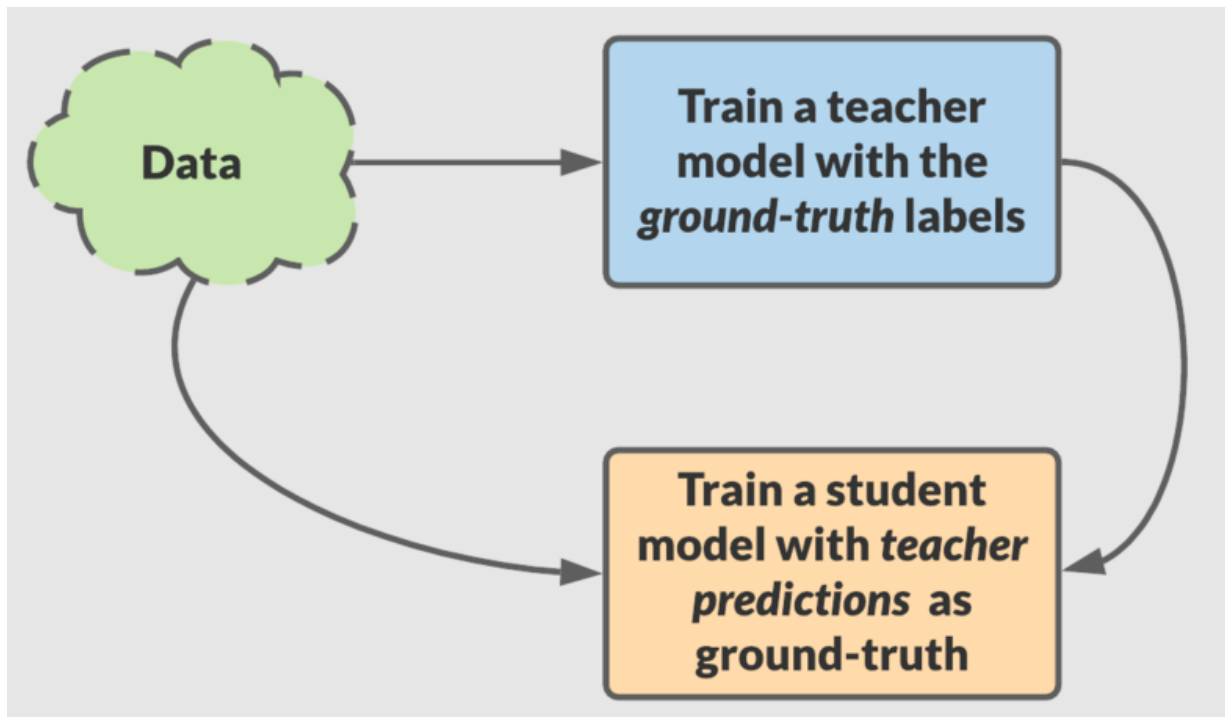 Data
Train a teacher
model with the
ground-truth labels
Train a student
model with teacher
predictions as
ground-truth